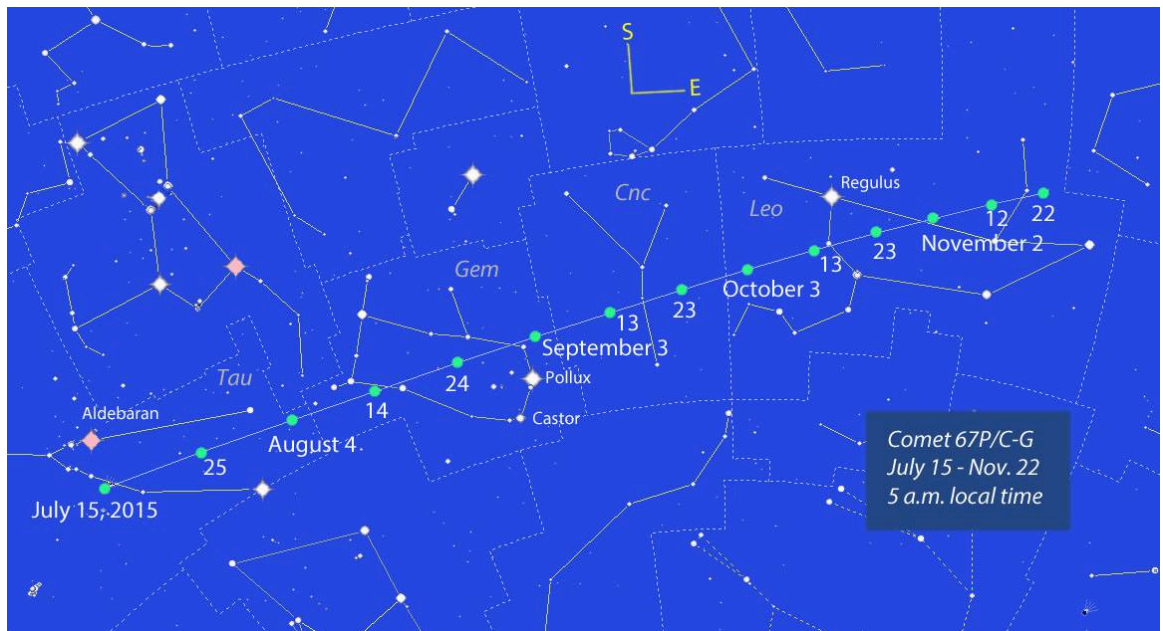 S
E
Cnc
Regulus
Leo
12
22
November 2
23
13
October 3
Gem
23
13
September 3
24
Pollux
Tau
14
Castor
Aldebaran
August 4
25
July 15, 2015
Comet 67P/C-G
July 15 - Nov. 22
5 a.m. local time